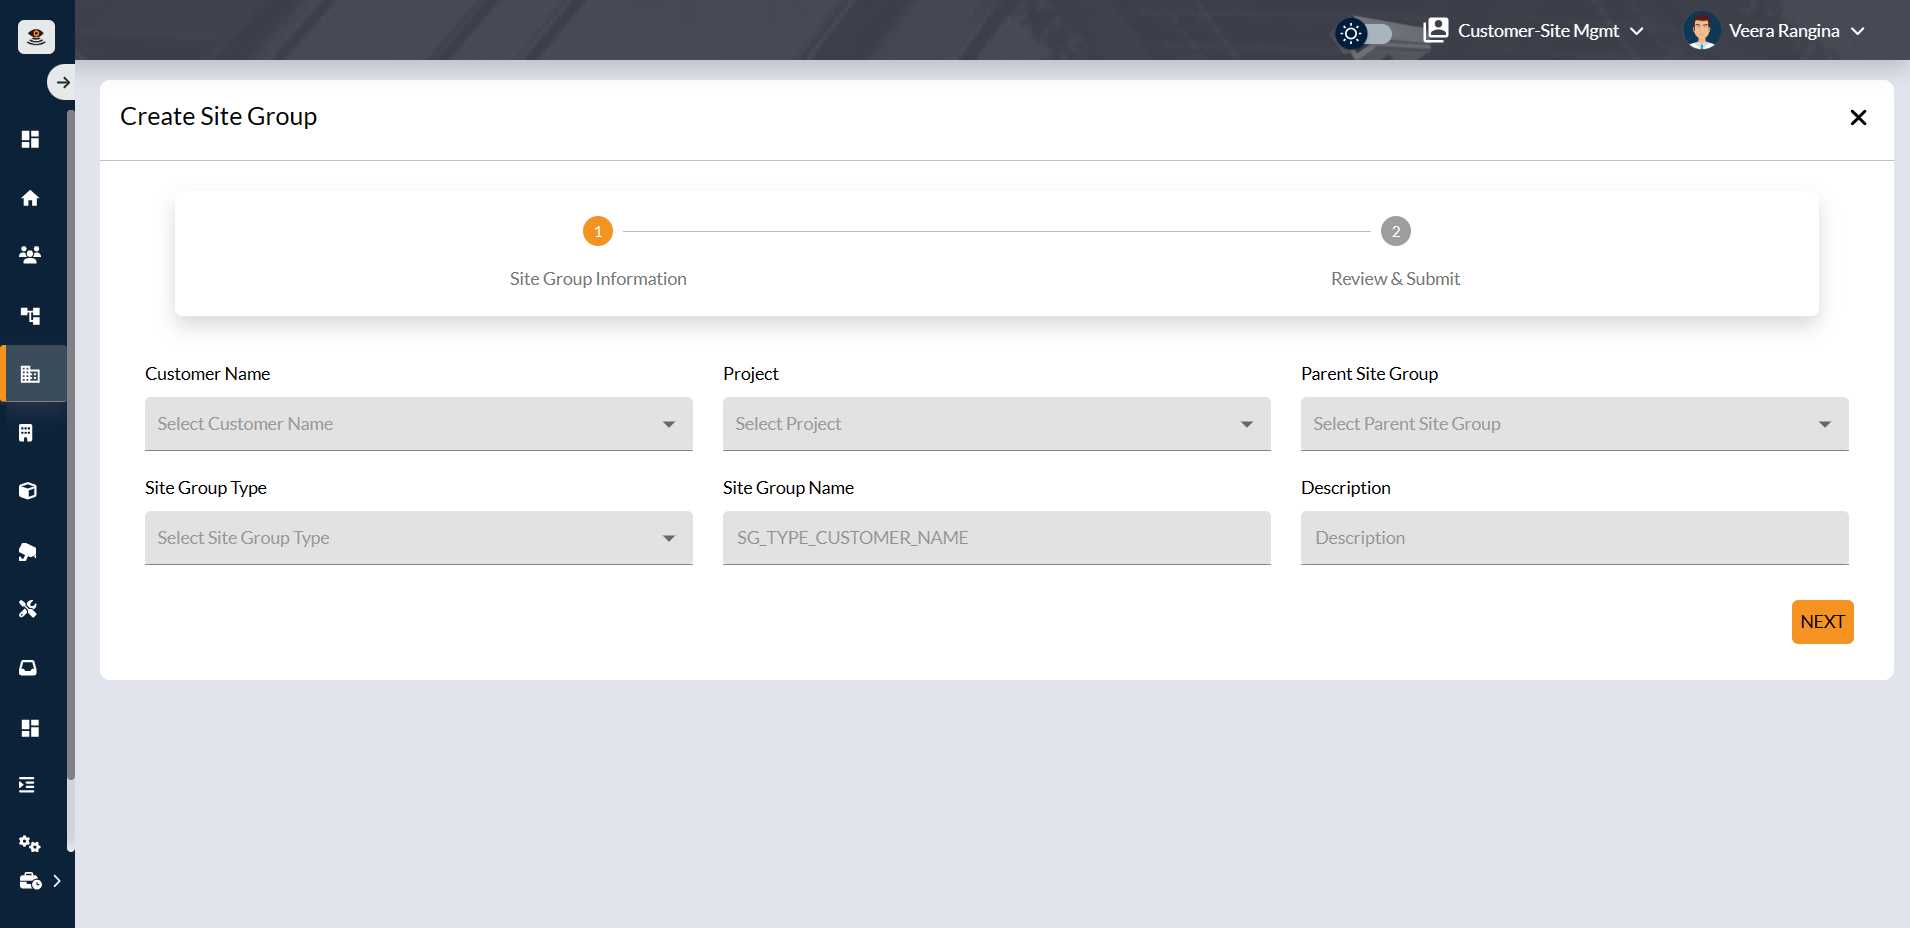 Customer-Site Mgmt
Veera Rangina
Create Site Group
1
2
Site Group Information
Review & Submit
Customer Name
Project
Parent Site Group
Select Customer Name
Select Project
Select Parent Site Group
Site Group Type
Site Group Name
Description
Select Site Group Type
SG_TYPE_CUSTOMER_NAME
Description
NEXT